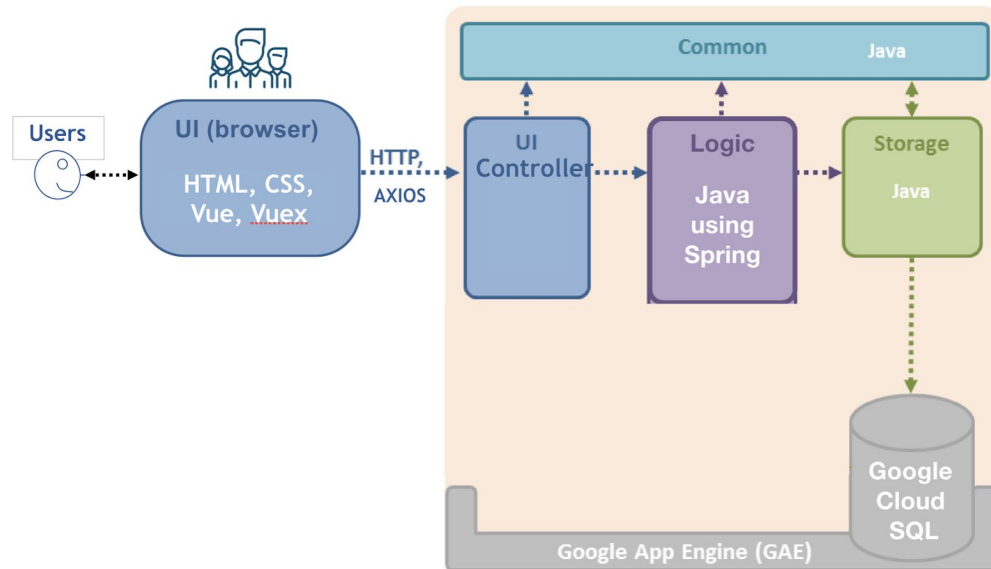 Users
UI (browser)
HTML, CSS,
Vue, Vuex
HTTP,
AXIOS
Common
Java
UI
Controller
Logic
Java
using
Spring
Storage
Java
Google
Cloud
SQL
Google App Engine (GAE)